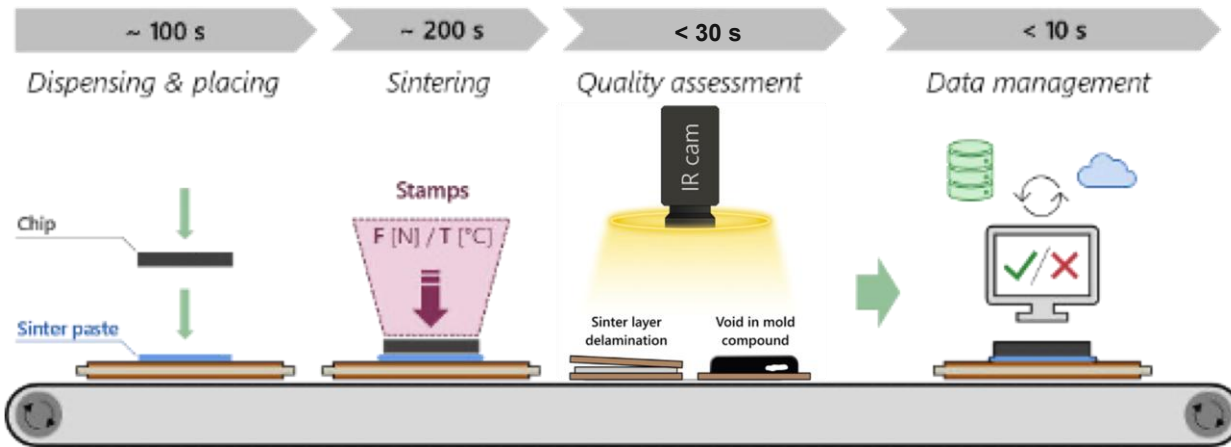 ~ 100 s
~ 200 s
< 30 s
< 10 s
Dispensing & placing
Sintering
Quality assessment
Data management
IR cam
Stamps
F [N] / T [°C]
Chip
Sinter paste
Sinter layer
delamination
Void in mold
compound